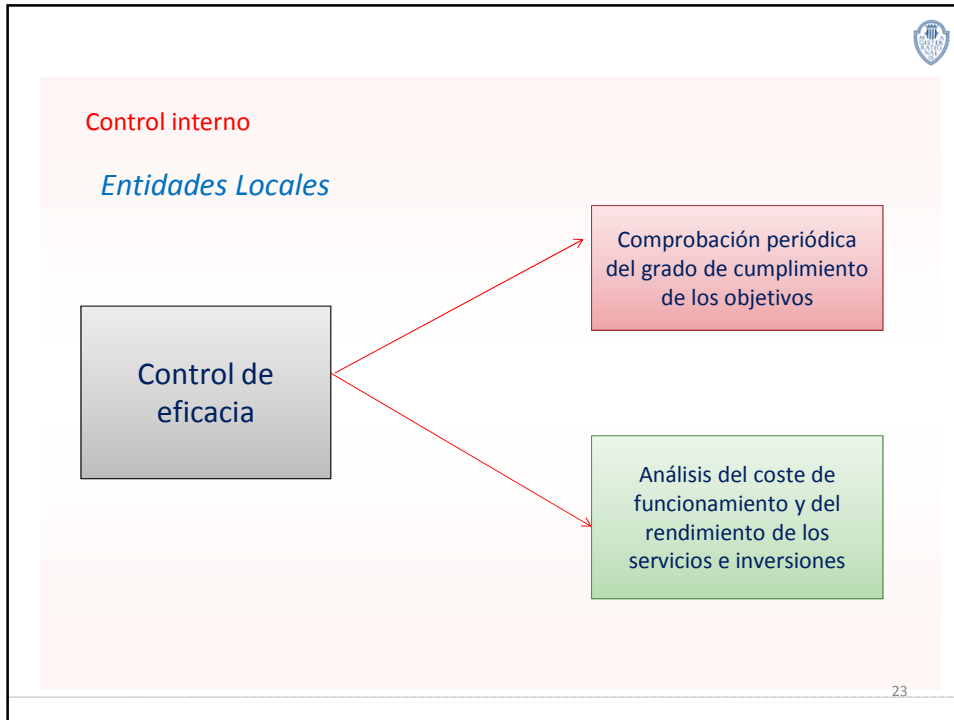 Control interno
Entidades Locales
Comprobación periódica
del grado de cumplimiento
de los objetivos
Control de
eficacia
Análisis del coste de
funcionamiento y del
rendimiento de los
servicios e inversiones
23